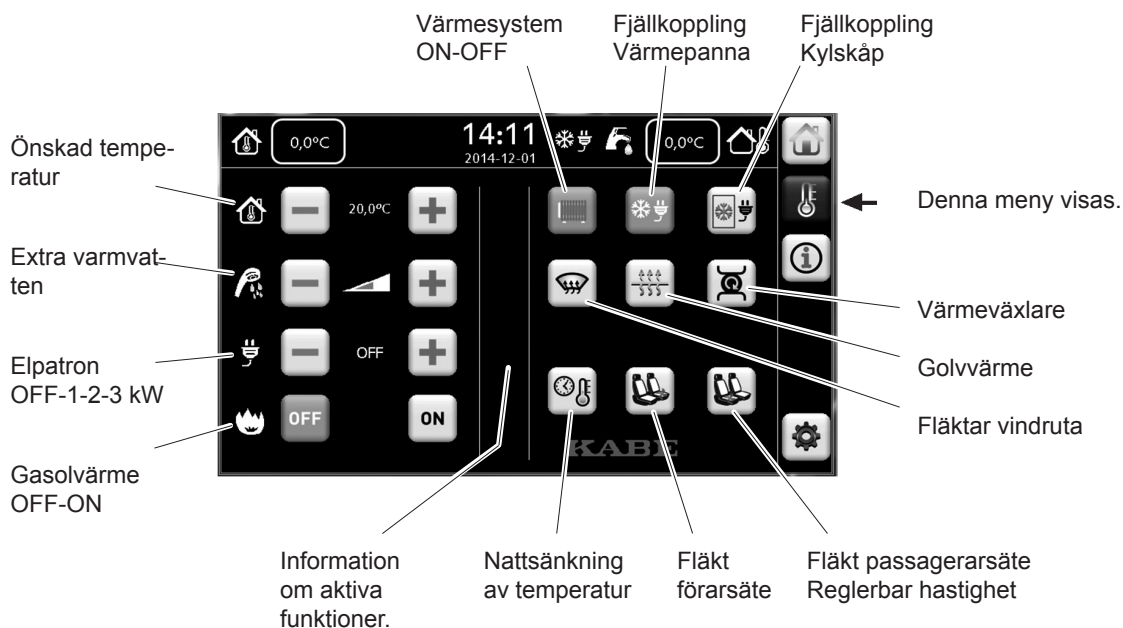 Värmesystem
ON-OFF
Fjällkoppling
Värmepanna
Fjällkoppling
Kylskåp
Önskad tempe-
ratur
Extra varmvat-
ten
Elpatron
OFF-1-2-3 kW
Gasolvärme
OFF-ON
0,0°C
14:11
2014-12-01
0,0°C
20,0°C
OFF
OFF
ON
KABE
Denna meny visas.
Värmeväxlare
Golvvärme
Fläktar vindruta
Information
om aktiva
funktioner.
Nattsänkning
av temperatur
Fläkt
förarsäte
Fläkt passagerarsäte
Reglerbar hastighet